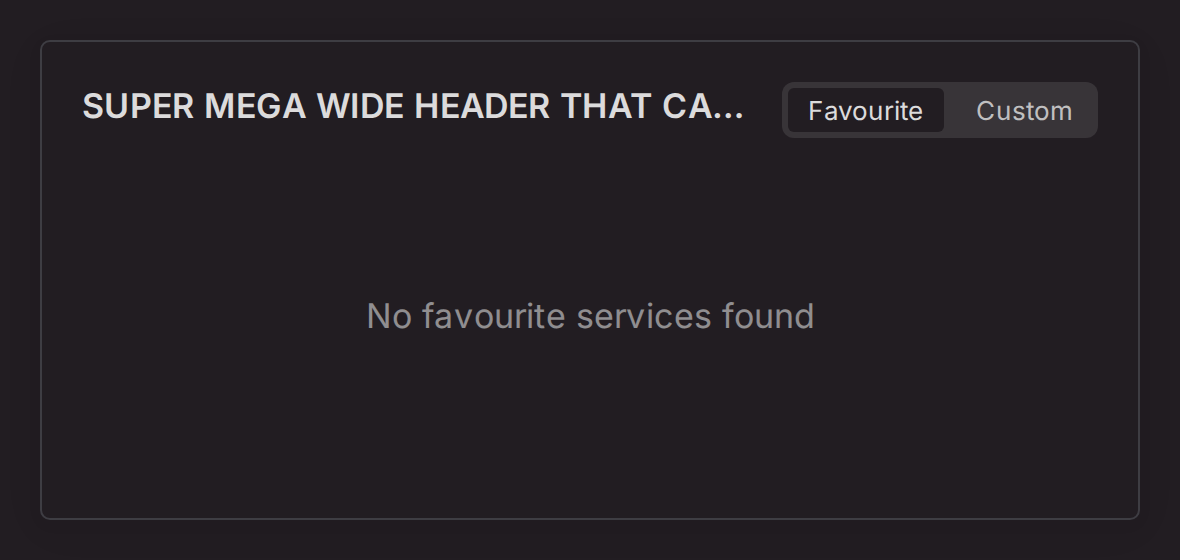 SUPER MEGA WIDE HEADER THAT CA...
Favourite
Custom
No favourite services found